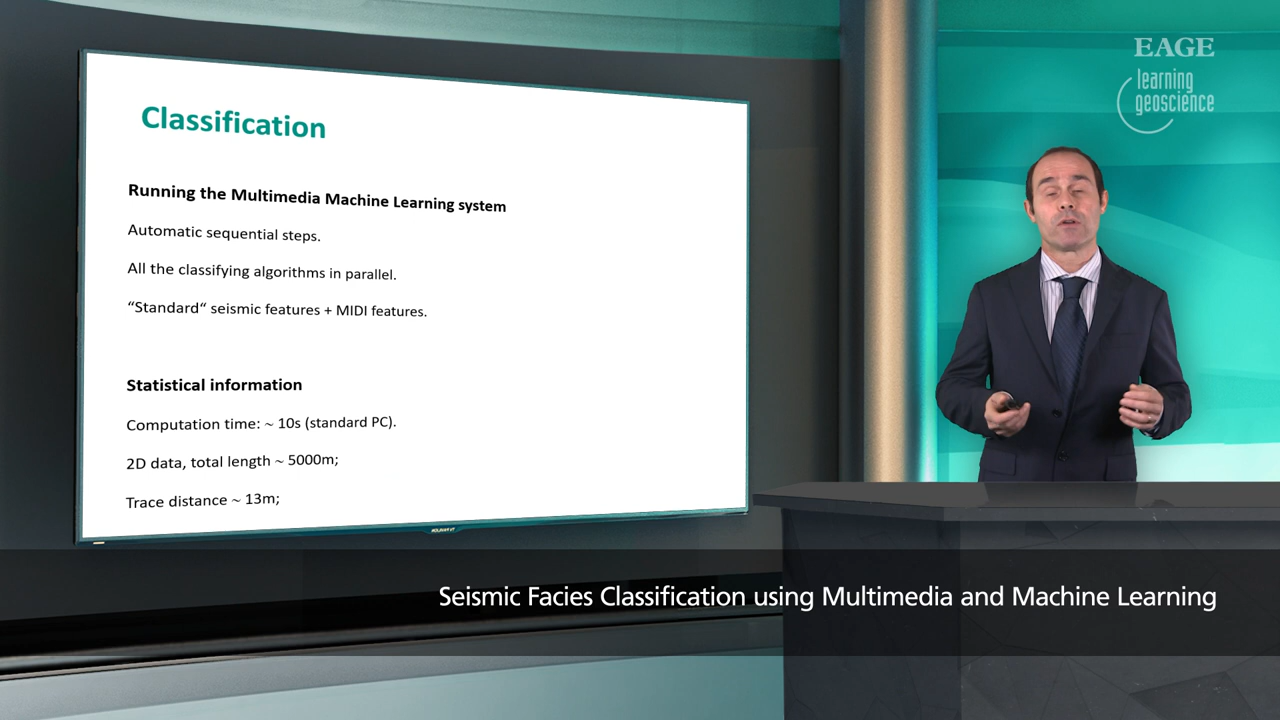 EAGE
learning
geoscience
Classification
Running the Multimedia Machine Learning system
Automatic sequential steps.
All the classifying algorithms in parallel.
“Standard“ seismic features + MIDI features.
Statistical information
Computation time: ~ 10s (standard PC).
2D data, total length ~ 5000m;
Trace distance ~ 13m;
Seismic Facies Classification using Multimedia and Machine Learning